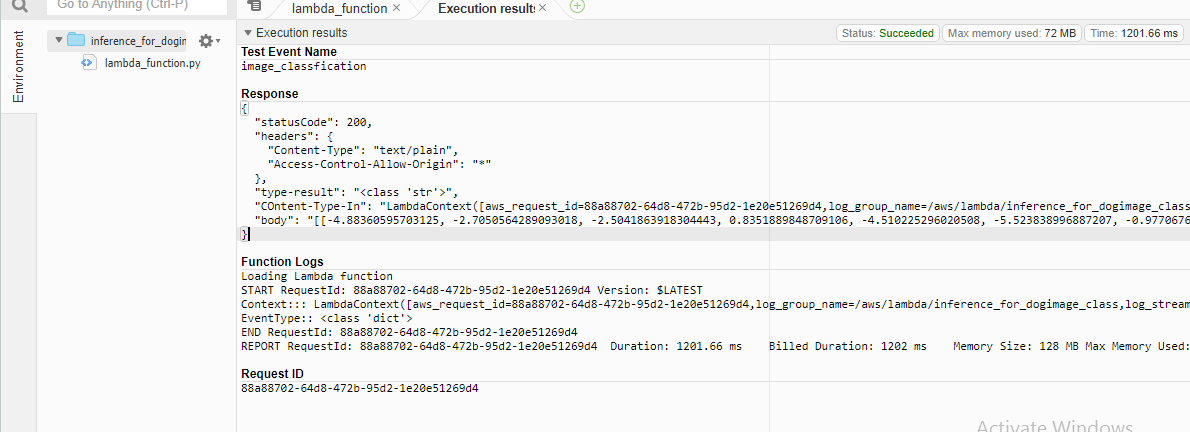 Go to Anything (Ctrl-P)
lambda_function ×
Execution results ×
Environment
inference_for_dogin
lambda_function.py
Execution results
Status: Succeeded
Max memory used: 72 MB
Time: 1201.66 ms
Test Event Name
image_classfication
Response
{
"statusCode": 200,
"headers": {
"Content-Type": "text/plain",
"Access-Control-Allow-Origin": "*"
},
"type-result": "<class 'str'>",
"COntent-Type-In": "LambdaContext([aws_request_id=88a88702-64d8-472b-95d2-1e20e51269d4,log_group_name=/aws/lambda/inference_for_dogimage_class
"body": "[[-4.88360595703125, -2.7050564289093018, -2.5041863918304443, 0.8351889848709106, -4.510225296020508, -5.523838996887207, -0.9770676
}
Function Logs
Loading Lambda function
START RequestId: 88a88702-64d8-472b-95d2-1e20e51269d4 Version: $LATEST
Context::: LambdaContext([aws_request_id=88a88702-64d8-472b-95d2-1e20e51269d4,log_group_name=/aws/lambda/inference_for_dogimage_class,log_stream
EventType:: <class 'dict'>
END RequestId: 88a88702-64d8-472b-95d2-1e20e51269d4
REPORT RequestId: 88a88702-64d8-472b-95d2-1e20e51269d4 Duration: 1201.66 ms Billed Duration: 1202 ms Memory Size: 128 MB Max Memory Used:
Request ID
88a88702-64d8-472b-95d2-1e20e51269d4
Activate Windows